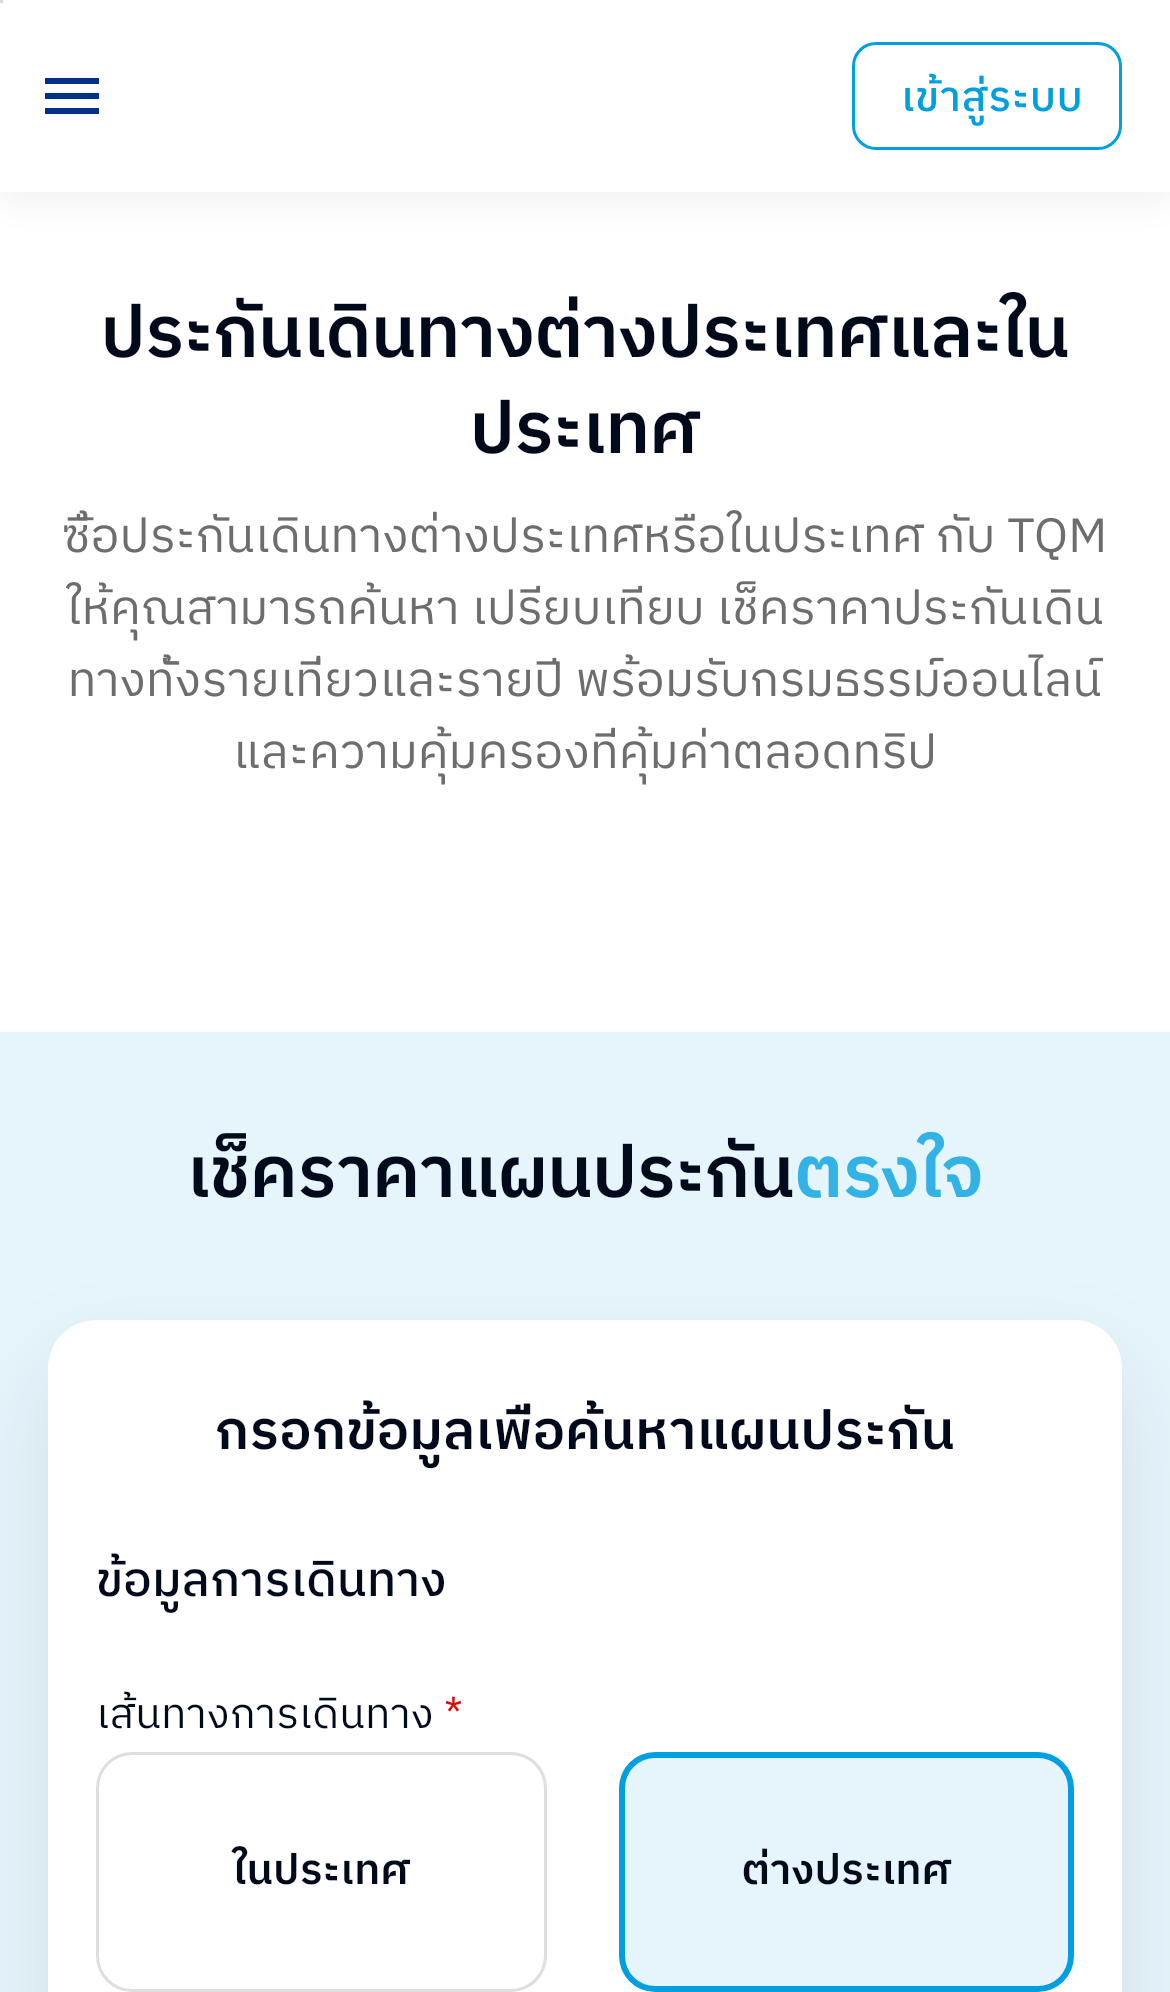 เข้าสู่ระบบ
ประกันเดินทางต่างประเทศและใน
ประเทศ
ซื้อประกันเดินทางต่างประเทศหรือในประเทศ กับ TQM
ให้คุณสามารถค้นหา เปรียบเทียบ เช็คราคาประกันเดิน
ทางทั้งรายเที่ยวและรายปี พร้อมรับกรมธรรม์ออนไลน์
และความคุ้มครองที่คุ้มค่าตลอดทริป
เช็คราคาแผนประกันตรงใจ
กรอกข้อมูลเพื่อค้นหาแผนประกัน
ข้อมูลการเดินทาง
เส้นทางการเดินทาง *
ในประเทศ
ต่างประเทศ